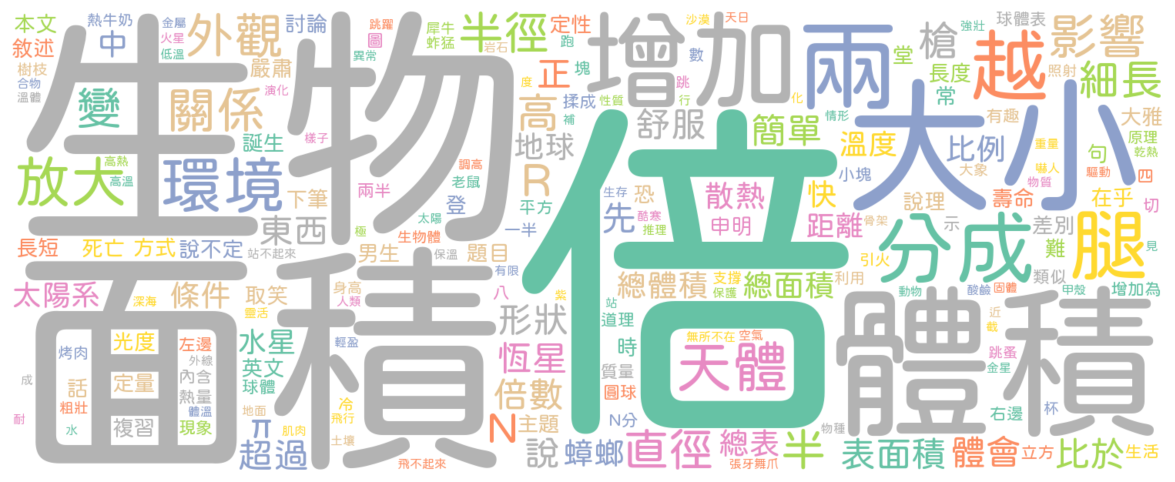 本文
熱牛奶
中
金屬
火星
低溫
外觀
討論
跳躍
圖
異常
犀牛
蚱猛
半徑
岩石
定性
跑
正
塊
沙漠
天日
數
跳
強壯
球體表
堂
槍
越
影響
敘述
樹枝
合物
溫體
變
關係
嚴肅
演化
生物
高
揉成
度
性質
補
行
增加
化
兩
情形
長度
常
照射
細長
有趣
大雅
誕生
樣子
地球
舒服
簡單
溫度
大小
比例
重量
嚇人
句
原理
乾熱
驅動
放大
高熱
高溫
環境
下筆
兩半
調高
老鼠
登
R
平方
生存
恐
先
酷寒
推理
散熱
申明
骨架
快
小塊
距離
大象
說理
物質
壽命
在乎
四
切
太陽
一半
倍
分成
示
差別
難
腿
見
長短
死亡
方式
說不定
東西
站不起來
極
生物體
保溫
男生
題目
引火
類似
太陽系
深海
條件
取笑
身高
人類
靈活
有限
八
紫
總體積
支撐
保護
總面積
利用
動物
酸鹼
固體
甲殼
增加為
面積
形狀
站
道理
無所不在
空氣
體積
近
載
烤肉
光度
左邊
外線
水星
輕盈
恆星
時
天體
跳蚤
金星
成
話
定量
內含
熱量
英文
球體
倍數
質量
圓球
右邊
杯
耐
粗壯
水
複習
體溫
現象
地面
π
肌肉
冷
飛行
土壤
N
主題
N分
物種
超過
飛不起來
說
蟑螂
直徑
總表
張牙舞爪
半
表面積
體會
立方
比於
生活